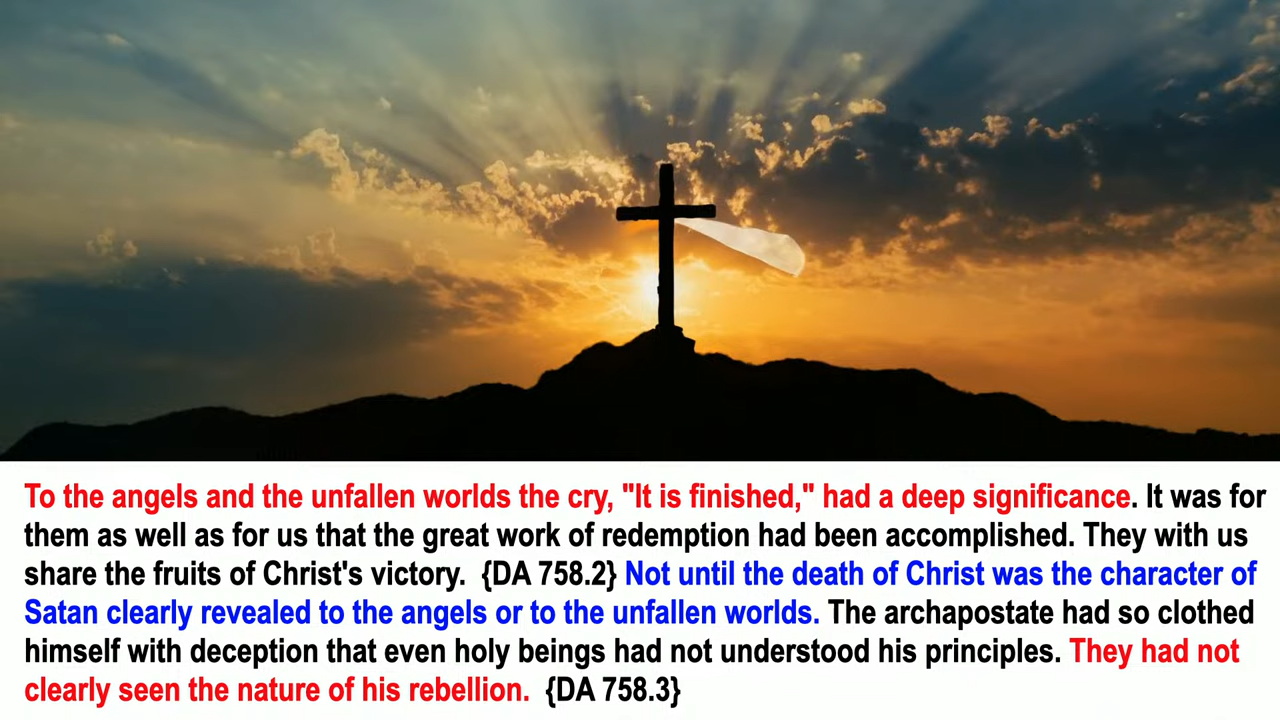 To the angels and the unfallen worlds the cry, "It is finished," had a deep significance. It was for
them as well as for us that the great work of redemption had been accomplished. They with us
share the fruits of Christ's victory. {DA 758.2} Not until the death of Christ was the character of
Satan clearly revealed to the angels or to the unfallen worlds. The archapostate had so clothed
himself with deception that even holy beings had not understood his principles. They had not
clearly seen the nature of his rebellion. {DA 758.3}